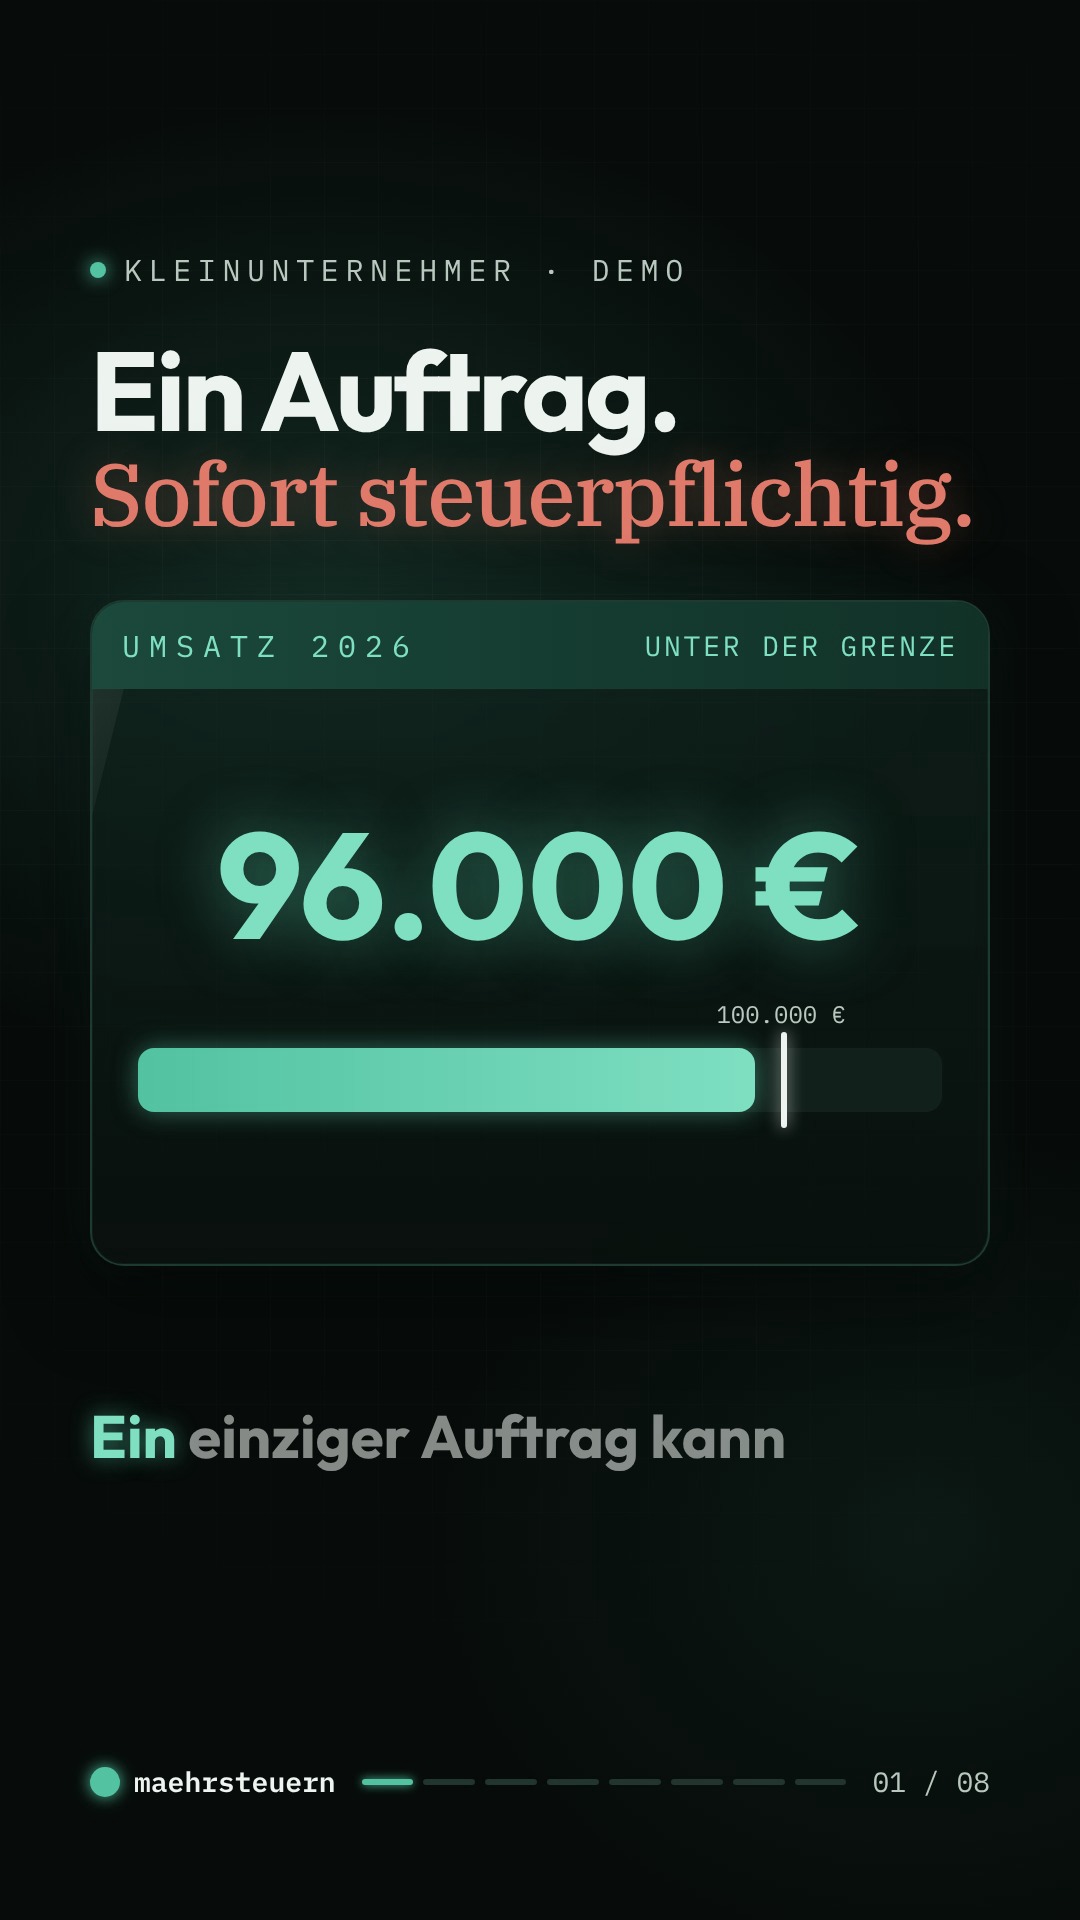 KLEINUNTERNEHMER · DEMO
Ein Auftrag.
Sofort steuerpflichtig.
UMSATZ 2026
UNTER DER GRENZE
96.000 €
100.000 €
Ein einziger Auftrag kann
maehrsteuern
01 / 08